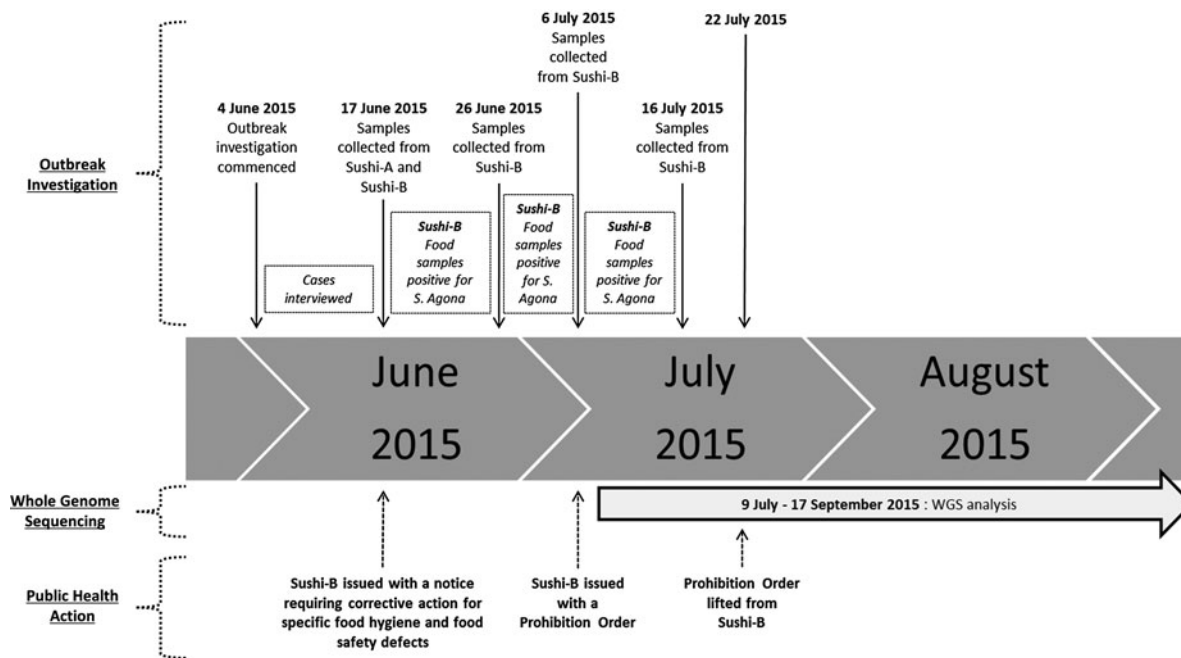 Outbreak
Investigation
4 June 2015
Outbreak
investigation
commenced
17 June 2015
Samples
collected from
Sushi-A and
Sushi-B
26 June 2015
Samples
collected from
Sushi-B
6 July 2015
Samples
collected
from Sushi-B
16 July 2015
Samples
collected from
Sushi-B
22 July 2015
Cases
interviewed
Sushi-B
Food
samples
positive for
S. Agona
Sushi-B
Food
samples
positive
for S.
Agona
Sushi-B
Food
samples
positive for
S. Agona
June
2015
July
2015
August
2015
Whole Genome
Sequencing
9 July - 17 September 2015 : WGS analysis
Public Health
Action
Sushi-B issued with a notice
requiring corrective action for
specific food hygiene and food
safety defects
Sushi-B issued
with a
Prohibition Order
Prohibition Order
lifted from
Sushi-B